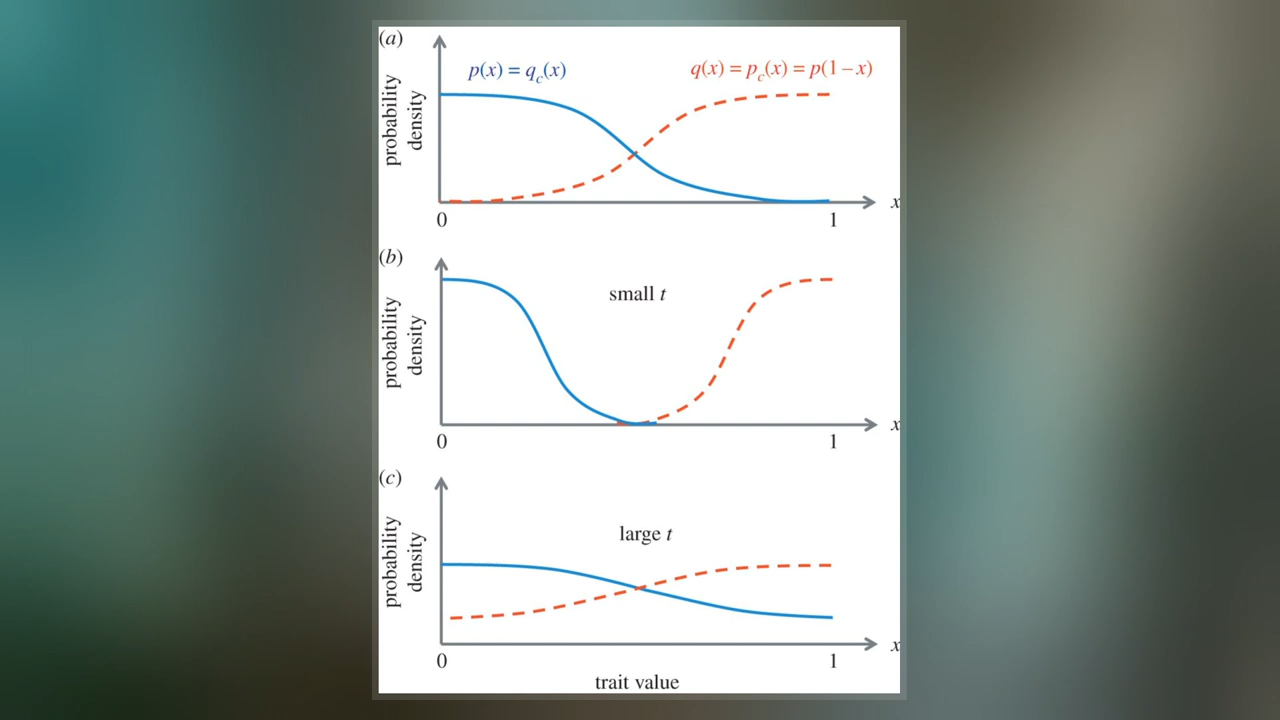 (a)
p(x) = q_c(x)
q(x) = p_c(x) = p(1 – x)
probability
density
0
1
x
(b)
small t
probability
density
0
1
x
(c)
large t
probability
density
0
1
x
trait value